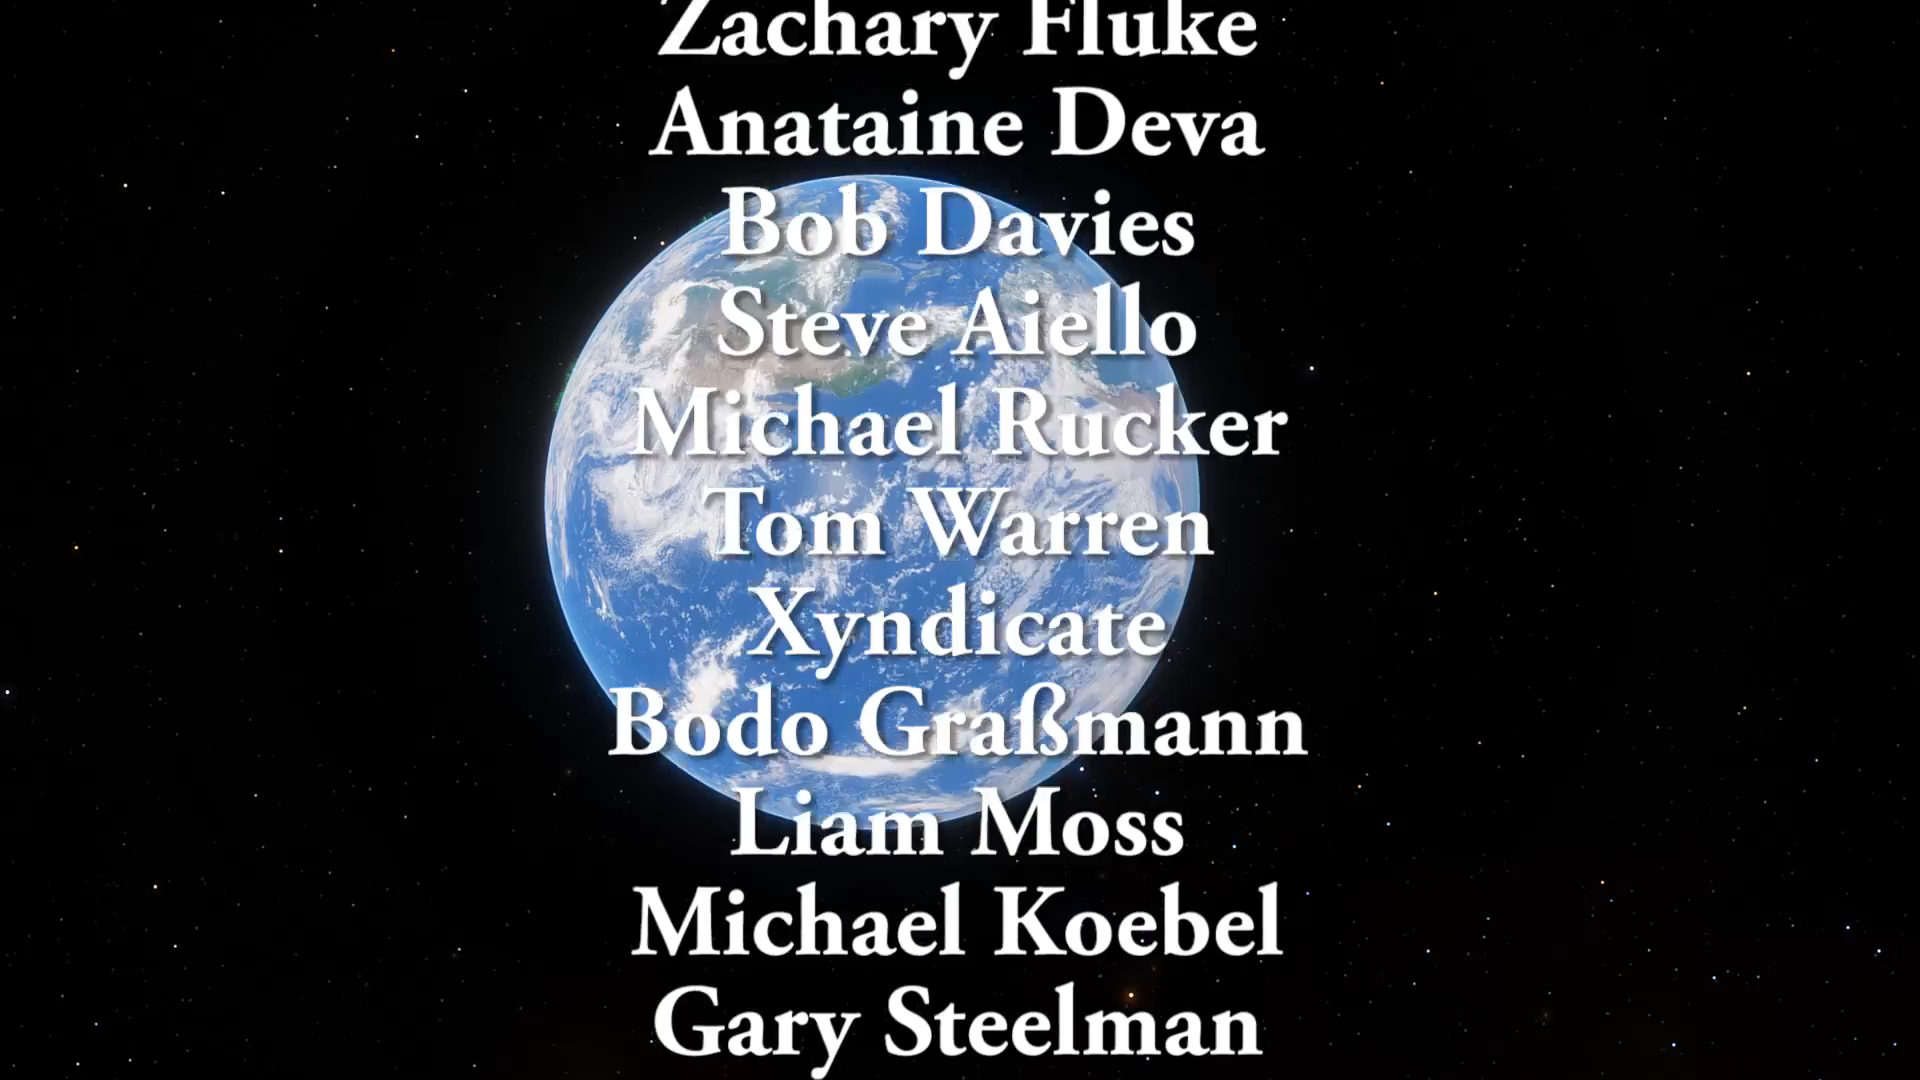 Zachary Fluke
Anataine Deva
Bob Davies
Steve Aiello
Michael Rucker
Tom Warren
Xyndicate
Bodo Graßmann
Liam Moss
Michael Koebel
Gary Steelman